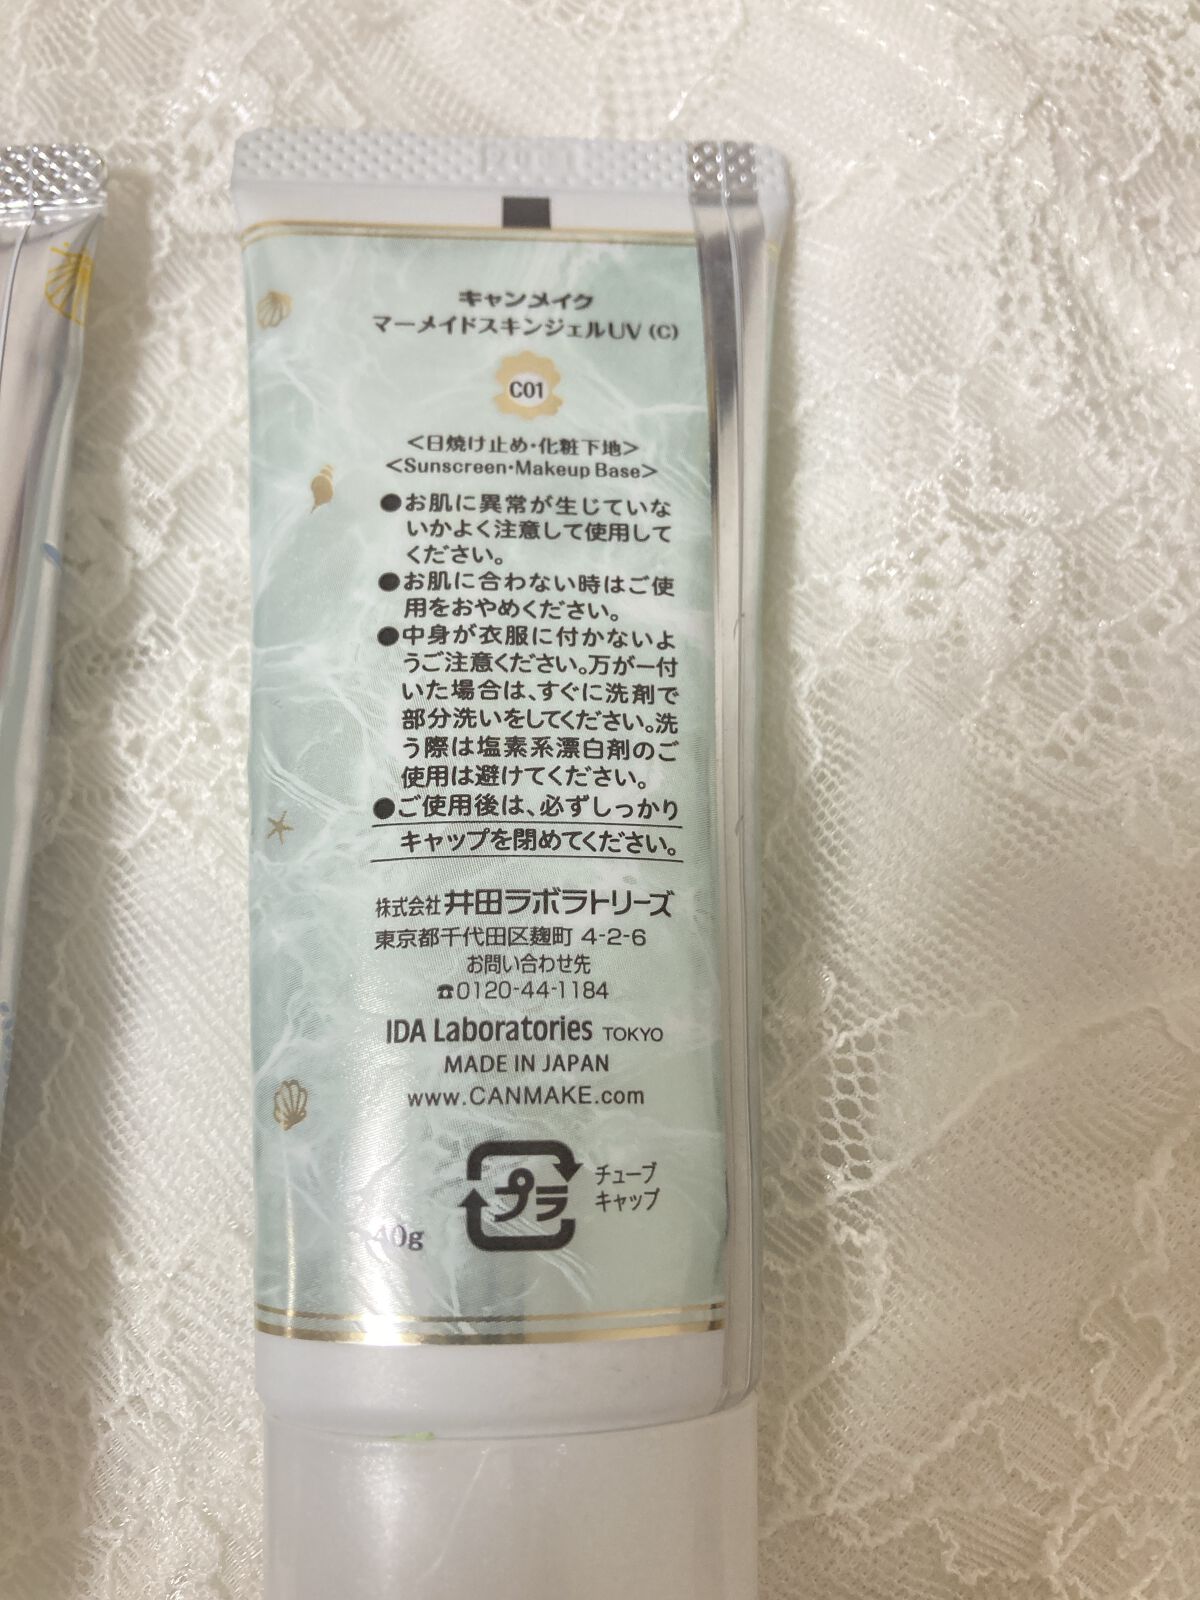 キャンメイク
マーメイドスキンジェルUV (C)
C01
<日焼け止め・化粧下地>
<Sunscreen・Makeup Base>
●お肌に異常が生じていな
いかよく注意して使用して
ください。
●お肌に合わない時はご使
用をおやめください。
●中身が衣服に付かないよ
うご注意ください。万が一付
いた場合は、すぐに洗剤で
部分洗いをしてください。洗
う際は塩素系漂白剤のご
使用は避けてください。
●ご使用後は、必ずしっかり
キャップを閉めてください。
株式会社 井田ラボラトリーズ
東京都千代田区麹町 4-2-6
お問い合わせ先
☎0120-44-1184
IDA Laboratories TOKYO
MADE IN JAPAN
www.CANMAKE.com
プラ
チューブ
キャップ
40g